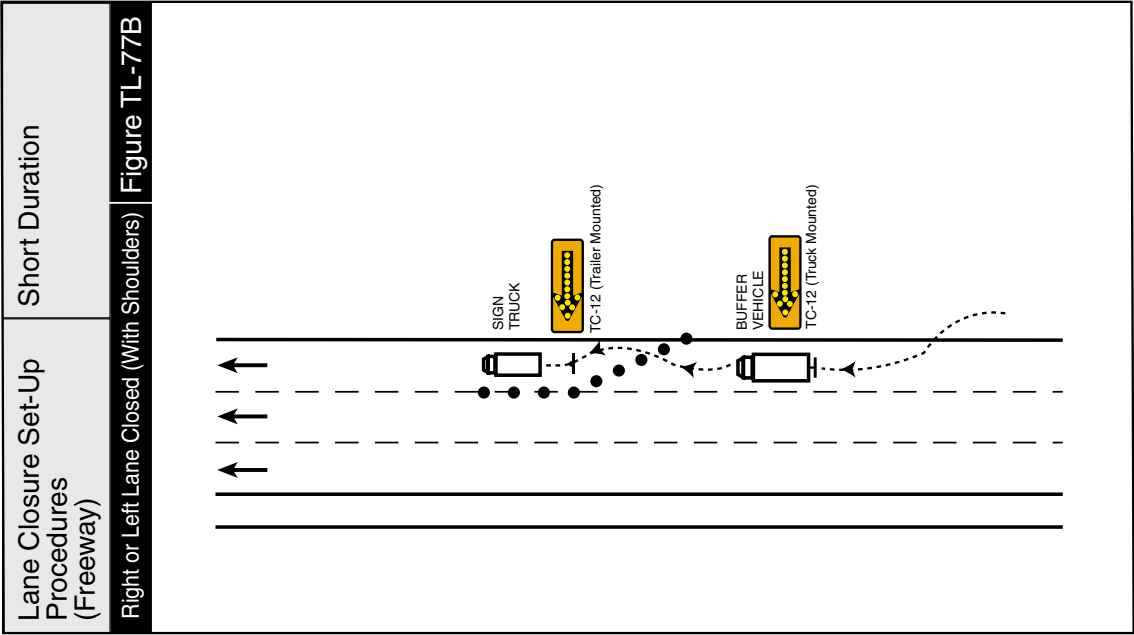 Lane Closure Set-Up
Procedures
(Freeway)
Short Duration
Right or Left Lane Closed (With Shoulders)
Figure TL-77B
SIGN
TRUCK
TC-12 (Trailer Mounted)
BUFFER
VEHICLE
TC-12 (Truck Mounted)